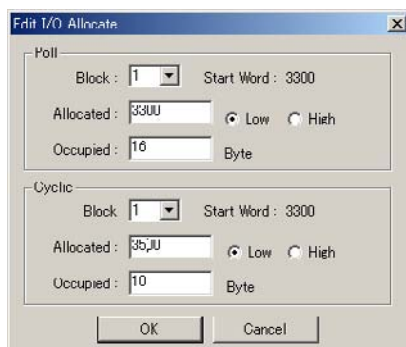 Edit I/O Allocate
Poll
Block : 1 Start Word : 3300
Allocated : 3300 Low High
Occupied : 16 Byte
Cyclic
Block 1 Start Word : 3300
Allocated : Low High
Occupied : 10 Byte
OK Cancel